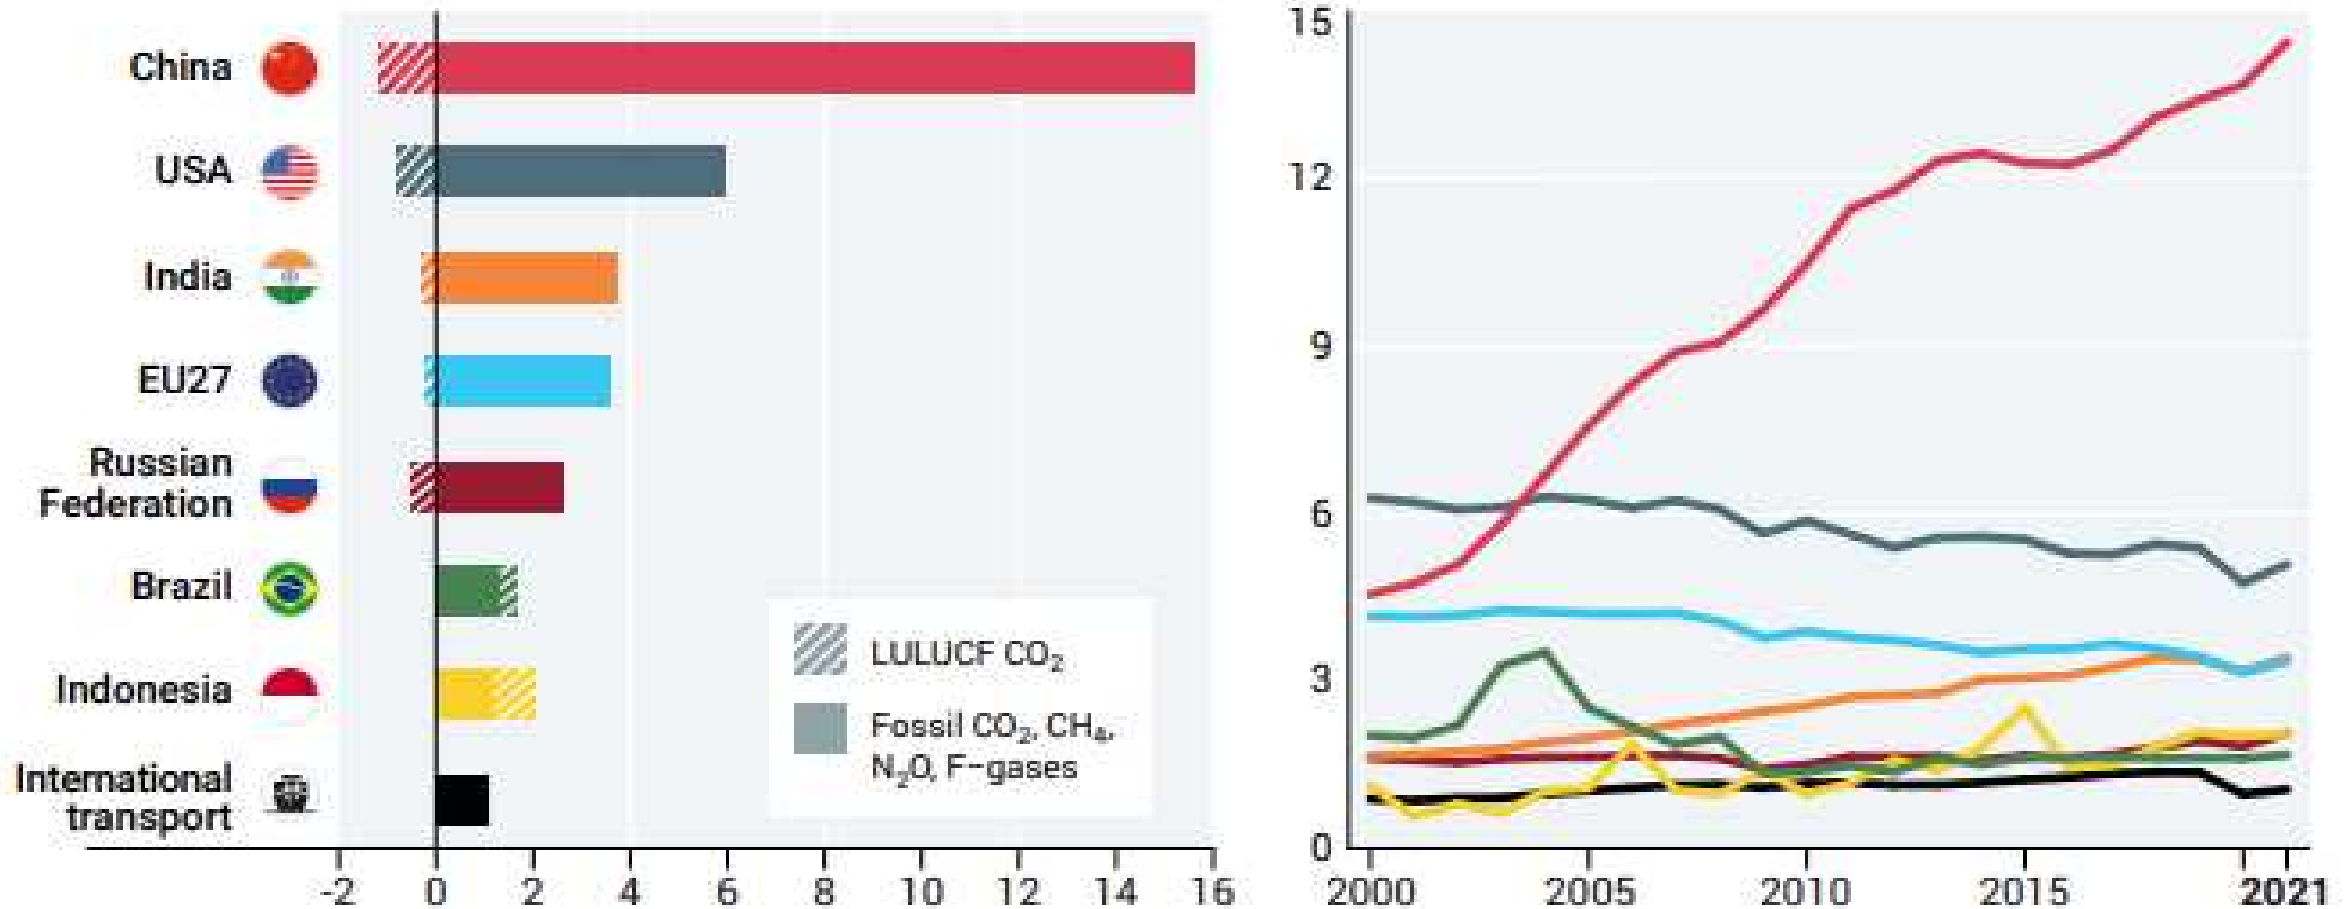 China
USA
India
EU27
Russian
Federation
Brazil
Indonesia
International
transport
-2 0 2 4 6 8 10 12 14 16
LULUCF CO₂
Fossil CO₂, CH₄,
N₂O, F-gases
15
12
9
6
3
0
2000 2005 2010 2015 2021